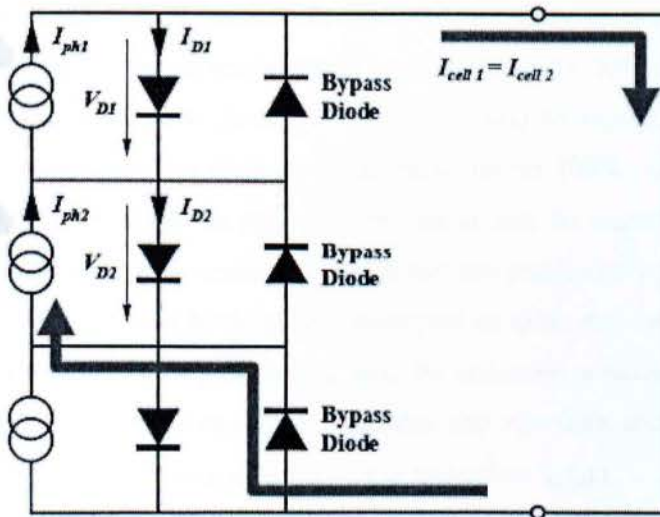 I_ph1
I_D1
V_D1
Bypass
Diode
I_cell 1 = I_cell 2
I_ph2
I_D2
V_D2
Bypass
Diode
Bypass
Diode